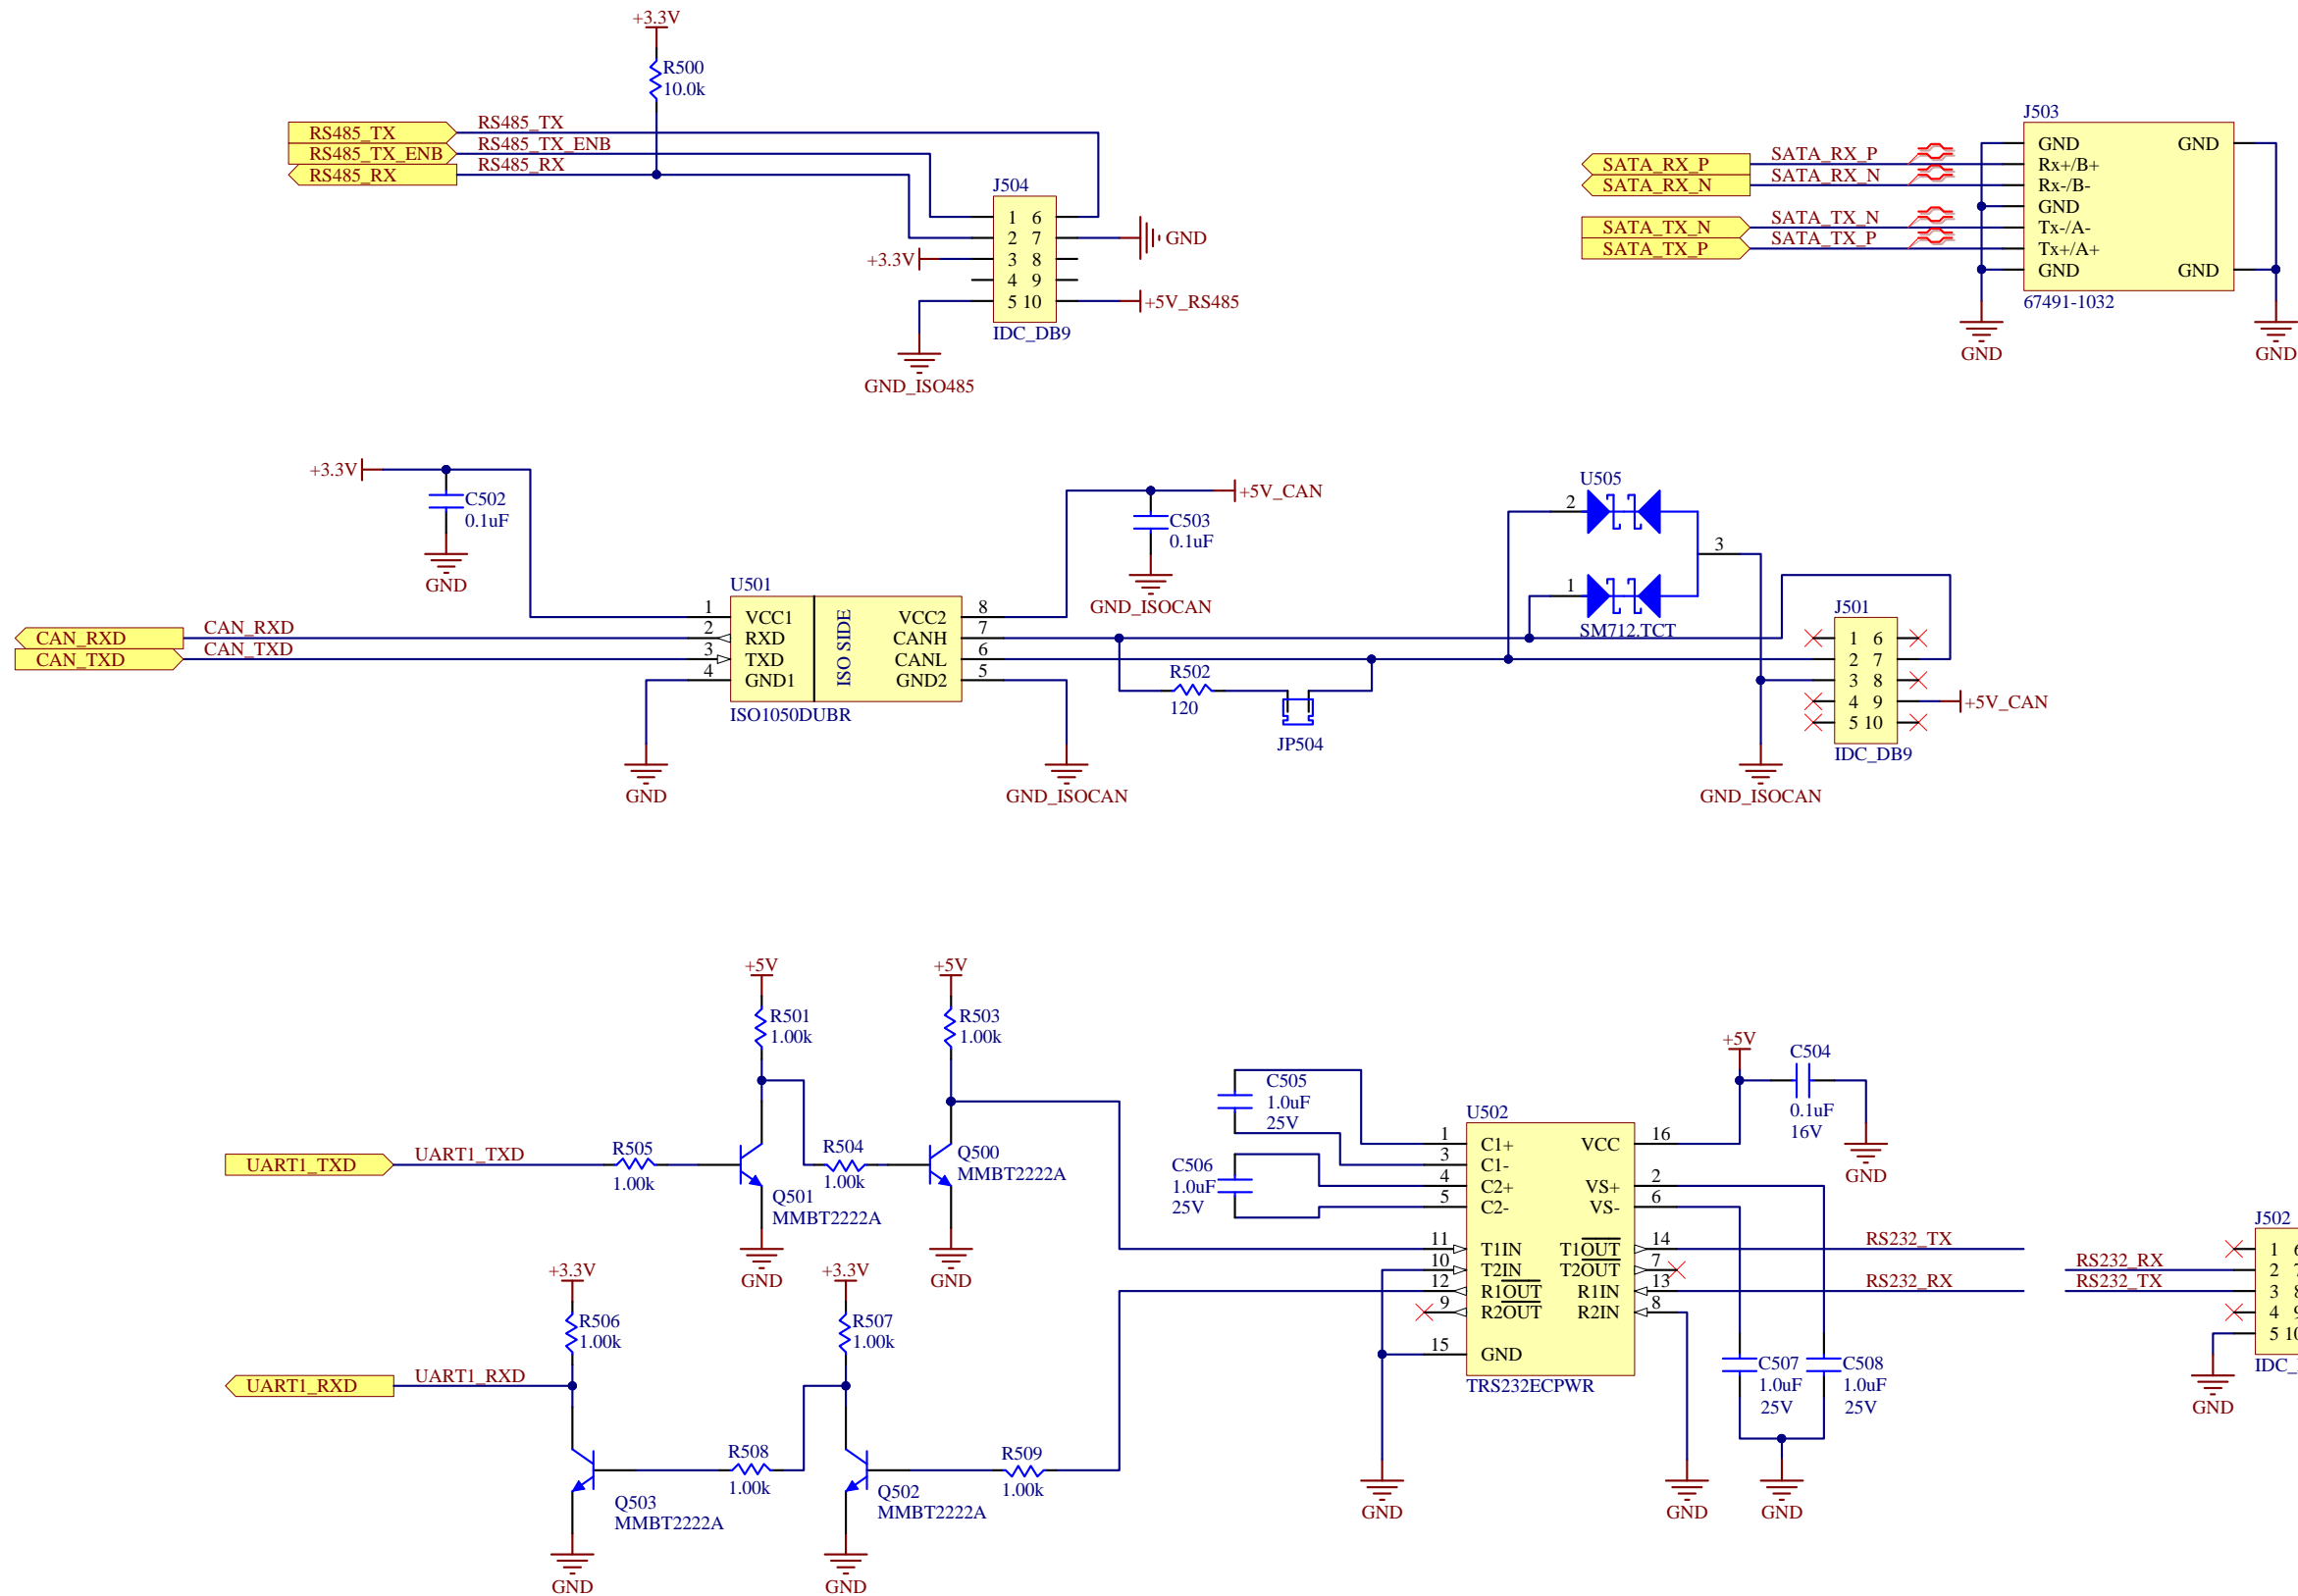 +3.3V
R500
10.0k
RS485_TX
RS485_TX
RS485_TX_ENB
RS485_TX_ENB
RS485_RX
RS485_RX
J504
1 6
2 7
3 8
4 9
5 10
IDC_DB9
+3.3V
GND
+5V_RS485
GND_ISO485
J503
SATA_RX_P
SATA_RX_P
SATA_RX_N
SATA_RX_N
SATA_TX_N
SATA_TX_N
SATA_TX_P
SATA_TX_P
GND GND
Rx+/B+
Rx-/B-
GND
Tx-/A-
Tx+/A+
GND GND
67491-1032
GND
GND
+3.3V
C502
0.1uF
GND
+5V_CAN
C503
0.1uF
GND_ISOCAN
CAN_RXD
CAN_RXD
CAN_TXD
CAN_TXD
U501
1 VCC1 VCC2 8
2 RXD CANH 7
3 TXD CANL 6
4 GND1 GND2 5
ISO SIDE
ISO1050DUBR
GND
GND_ISOCAN
R502
120
JP504
U505
2
1
3
SM712.TCT
J501
1 6
2 7
3 8
4 9
5 10
IDC_DB9
+5V_CAN
GND_ISOCAN
+5V
R501
1.00k
+5V
R503
1.00k
UART1_TXD
UART1_TXD
R505
1.00k
Q501
MMBT2222A
GND
R504
1.00k
Q500
MMBT2222A
GND
+3.3V
R506
1.00k
+3.3V
R507
1.00k
UART1_RXD
UART1_RXD
Q503
MMBT2222A
GND
R508
1.00k
Q502
MMBT2222A
GND
R509
1.00k
C505
1.0uF
25V
C506
1.0uF
25V
U502
1 C1+ VCC 16
3 C1-
4 C2+ VS+ 2
5 C2- VS- 6
11 T1IN T1OUT 14
10 T2IN T2OUT 7
12 R1OUT R1IN 13
9 R2OUT R2IN 8
15 GND
TRS232ECPWR
GND
+5V
C504
0.1uF
16V
GND
RS232_TX
RS232_RX
C507
1.0uF
25V
C508
1.0uF
25V
GND
GND
RS232_RX
RS232_TX
J502
1
2
3
4
5
GND